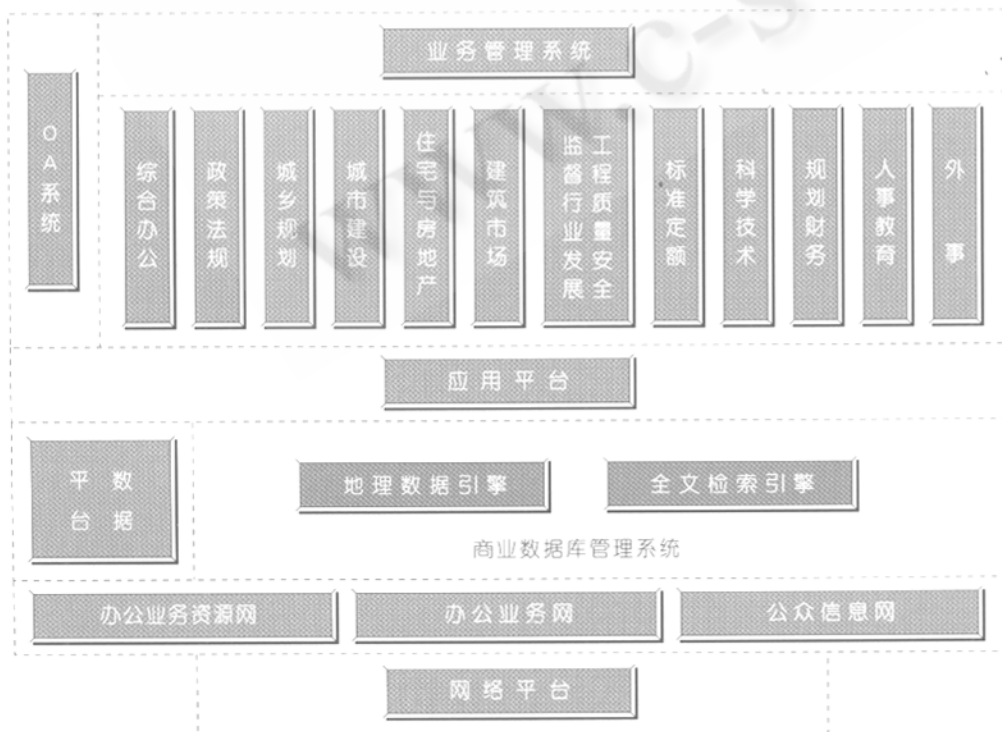 业务管理系统
OA系统
综合办公
政策法规
城乡规划
城市建设
住宅与房地产
建筑市场
工程质量安全
监督行业发展
标准定额
科学技术
规划财务
人事教育
外事
应用平台
数据
平台
地理数据引擎
全文检索引擎
商业数据库管理系统
办公业务资源网
办公业务网
公众信息网
网络平台
www.c-s